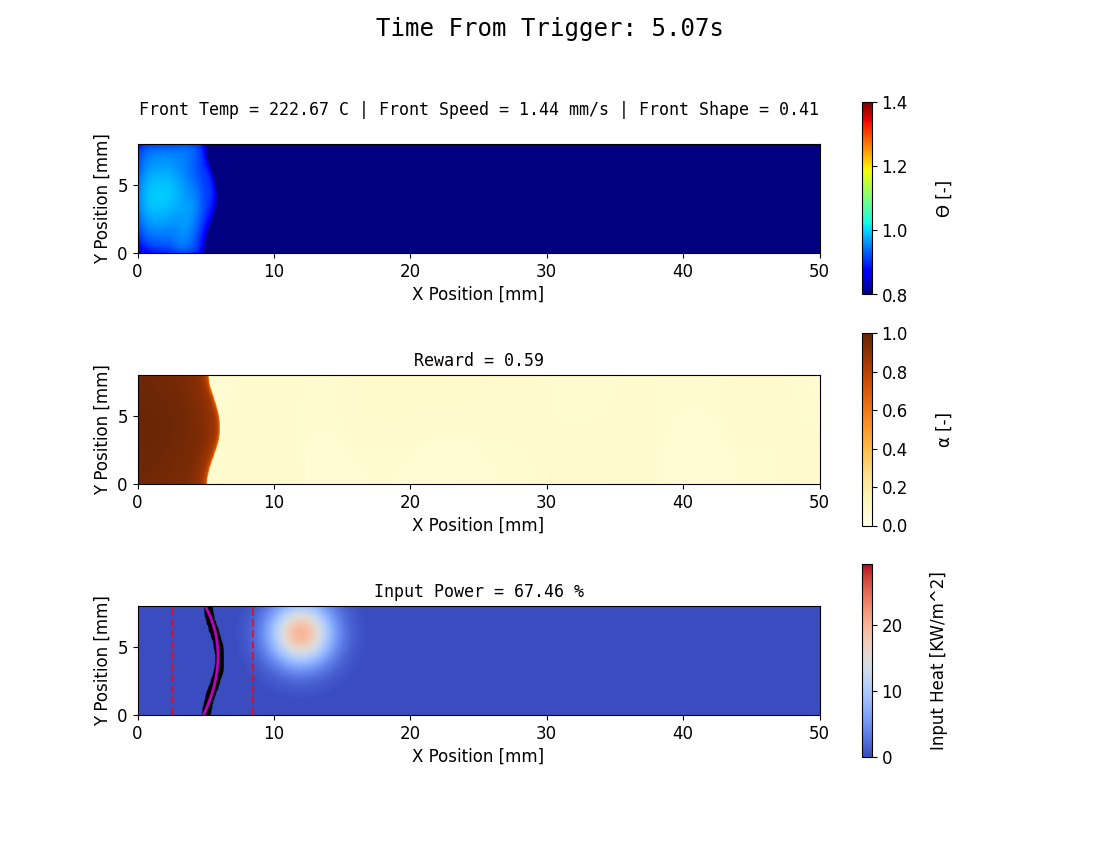 Time From Trigger: 5.07s
Front Temp = 222.67 C | Front Speed = 1.44 mm/s | Front Shape = 0.41
Y Position [mm]
5
0
0 10 20 30 40 50
X Position [mm]
1.4
1.2
1.0
0.8
Θ [-]
Reward = 0.59
Y Position [mm]
5
0
0 10 20 30 40 50
X Position [mm]
1.0
0.8
0.6
0.4
0.2
0.0
α [-]
Input Power = 67.46 %
Y Position [mm]
5
0
0 10 20 30 40 50
X Position [mm]
20
10
0
Input Heat [KW/m^2]